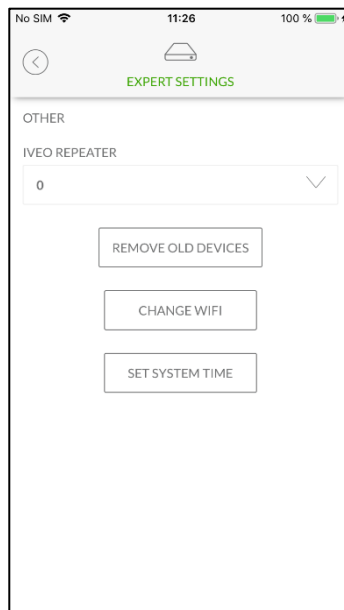 No SIM 11:26 100 %
EXPERT SETTINGS
OTHER
IVEO REPEATER
0
REMOVE OLD DEVICES
CHANGE WIFI
SET SYSTEM TIME